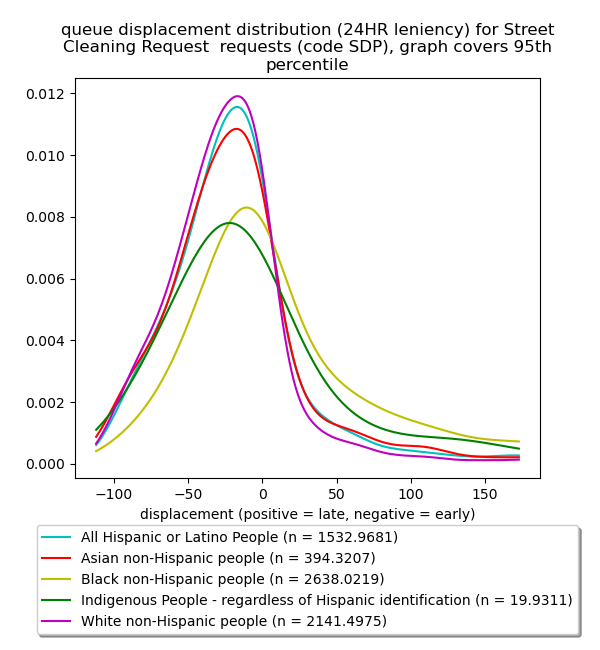 queue displacement distribution (24HR leniency) for Street
Cleaning Request  requests (code SDP), graph covers 95th
percentile
0.012
0.010
0.008
0.006
0.004
0.002
0.000
−100 −50 0 50 100 150
displacement (positive = late, negative = early)
All Hispanic or Latino People (n = 1532.9681)
Asian non-Hispanic people (n = 394.3207)
Black non-Hispanic people (n = 2638.0219)
Indigenous People - regardless of Hispanic identification (n = 19.9311)
White non-Hispanic people (n = 2141.4975)